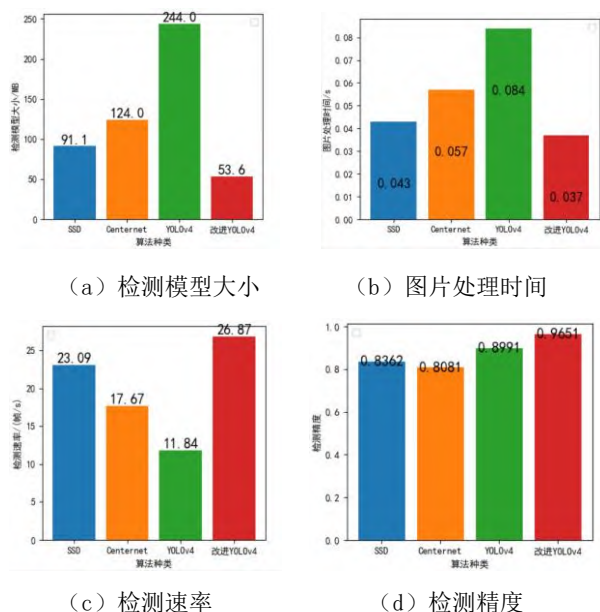 检测模型大小/MB
250
200
150
100
50
0
91.1
124.0
244.0
53.6
SSD Centernet YOLOv4 改进YOLOv4
算法种类
(a) 检测模型大小
图片处理时间/s
0.08
0.07
0.06
0.05
0.04
0.03
0.02
0.01
0.00
0.043
0.057
0.084
0.037
SSD Centernet YOLOv4 改进YOLOv4
算法种类
(b) 图片处理时间
检测速率/(帧/s)
25
20
15
10
5
0
23.09
17.67
11.84
26.87
SSD Centernet YOLOv4 改进YOLOv4
算法种类
(c) 检测速率
检测精度
1.0
0.8
0.6
0.4
0.2
0.0
0.8362
0.8081
0.8991
0.9651
SSD Centernet YOLOv4 改进YOLOv4
算法种类
(d) 检测精度